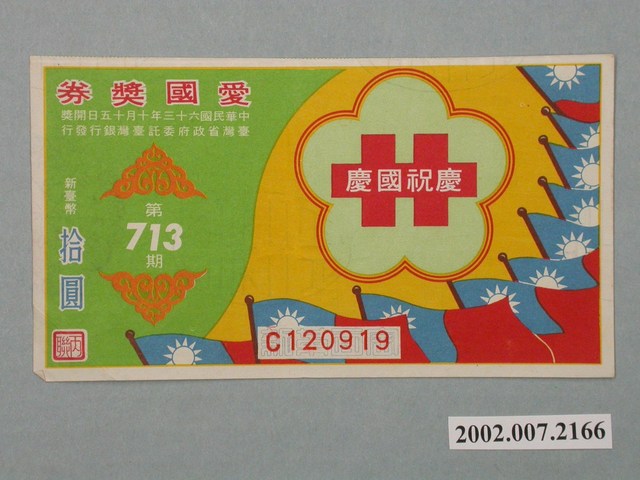 愛國獎券
中華民國六十三年十月十五日開獎
臺灣省政府委託臺灣銀行發行
新臺幣
拾圓
第
713
期
丙聯
慶祝國慶
C120919
2002.007.2166